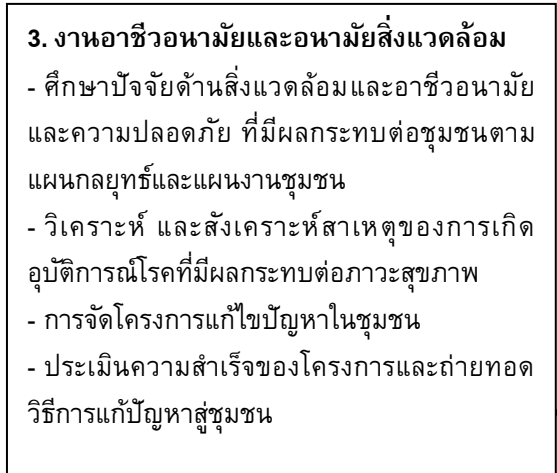 3. งานอาชีวอนามัยและอนามัยสิ่งแวดล้อม
- ศึกษาปัจจัยด้านสิ่งแวดล้อมและอาชีวอนามัย
และความปลอดภัย ที่มีผลกระทบต่อชุมชนตาม
แผนกลยุทธ์และแผนงานชุมชน
- วิเคราะห์ และสังเคราะห์สาเหตุของการเกิด
อุบัติการณ์โรคที่มีผลกระทบต่อภาวะสุขภาพ
- การจัดโครงการแก้ไขปัญหาในชุมชน
- ประเมินความสำเร็จของโครงการและถ่ายทอด
วิธีการแก้ปัญหาสู่ชุมชน